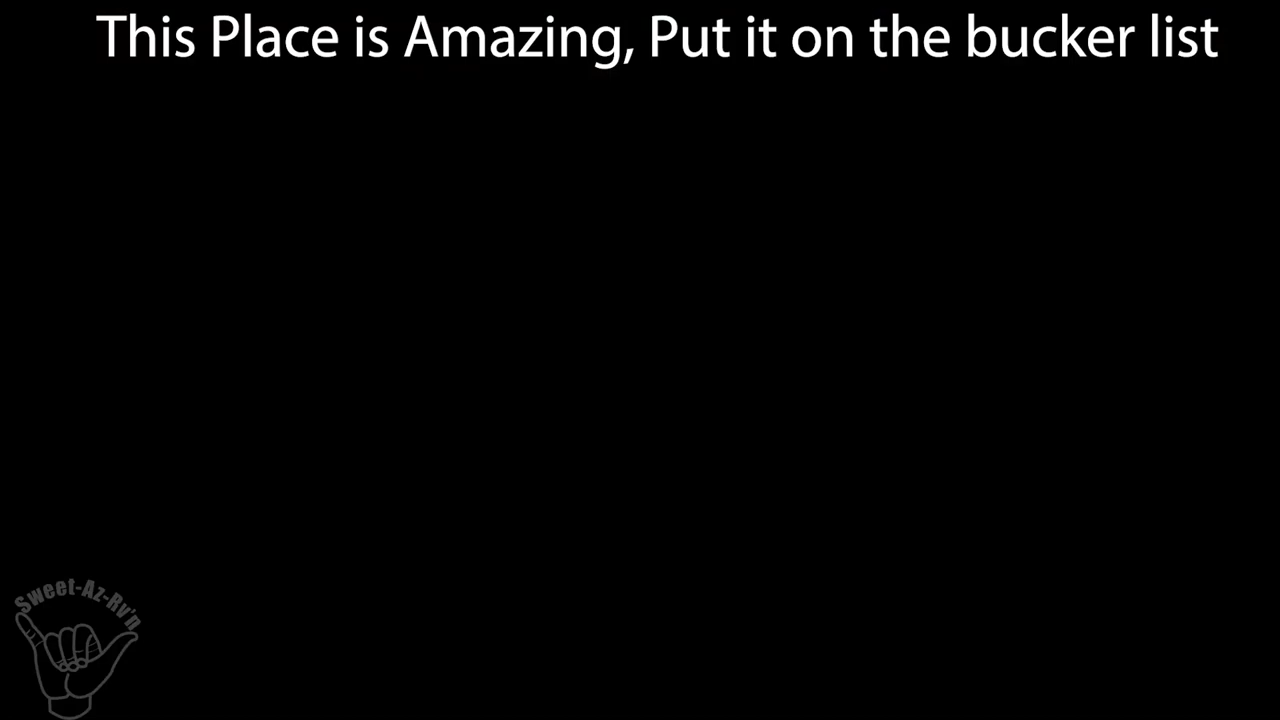 This Place is Amazing, Put it on the bucker list
Sweet-Az-Rv'n